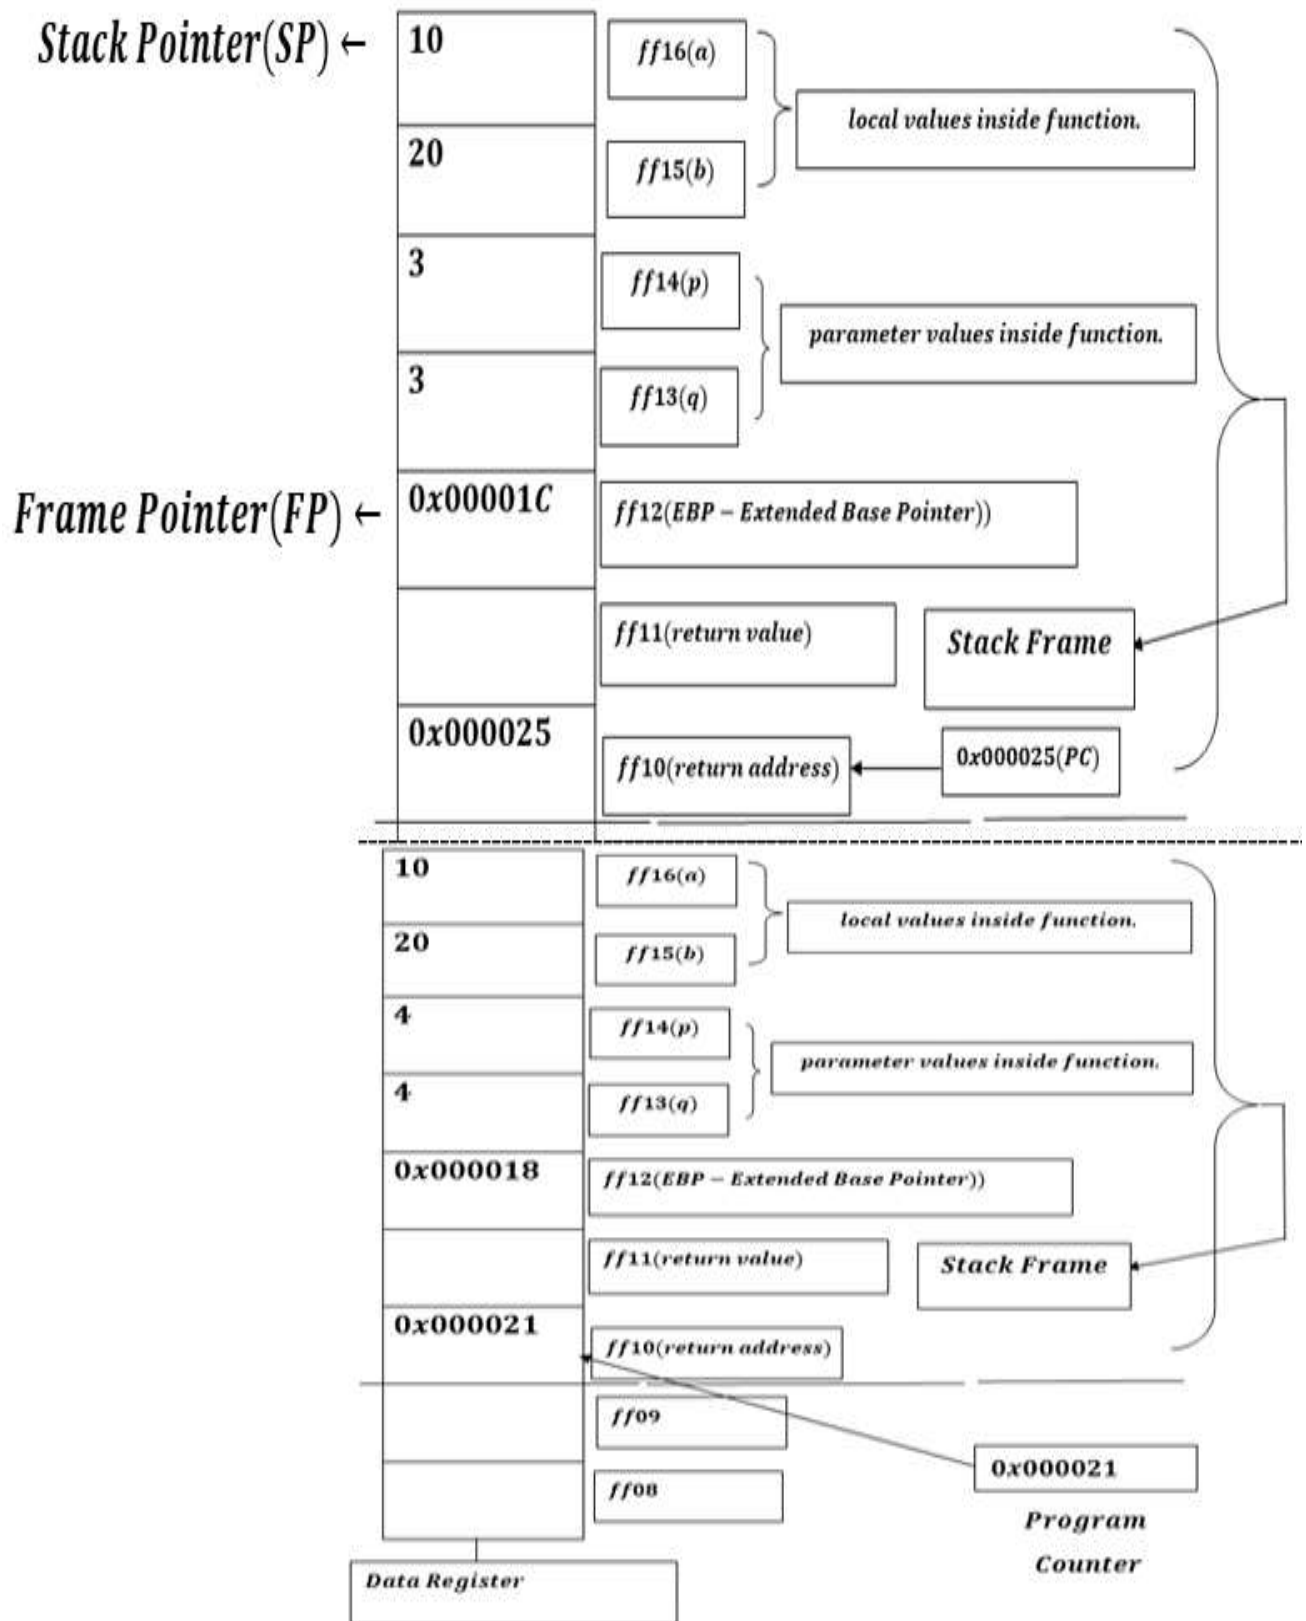 Stack Pointer(SP) ←
10
ff16(a)
local values inside function.
20
ff15(b)
3
ff14(p)
parameter values inside function.
3
ff13(q)
Frame Pointer(FP) ←
0x00001C
ff12(EBP − Extended Base Pointer))
ff11(return value)
Stack Frame
0x000025
ff10(return address)
0x000025(PC)
10
ff16(a)
local values inside function.
20
ff15(b)
4
ff14(p)
parameter values inside function.
4
ff13(q)
0x000018
ff12(EBP − Extended Base Pointer))
ff11(return value)
Stack Frame
0x000021
ff10(return address)
ff09
0x000021
ff08
Program
Counter
Data Register